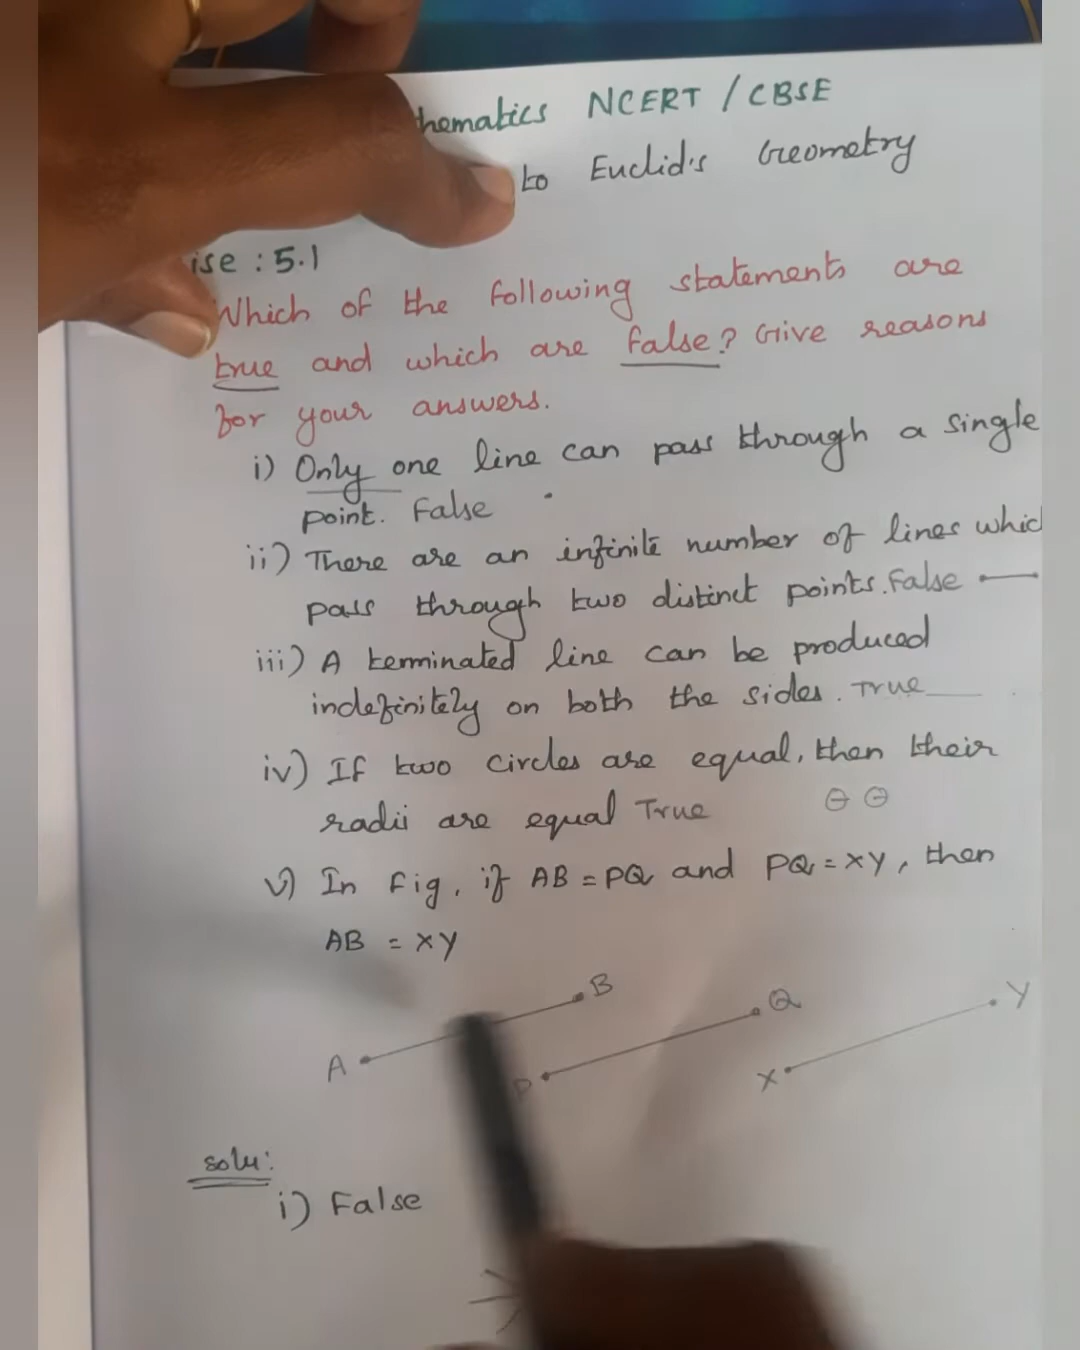 hematics NCERT / CBSE
to Euclid's Geometry
ise : 5.1
Which of the following statements are
true and which are false? Give reasons
for your answers.
i) Only one line can pass through a single
point. False
ii) There are an infinite number of lines whic
pass through two distinct points. False
iii) A terminated line can be produced
indefinitely on both the sides. True
iv) If two circles are equal, then their
radii are equal True
v) In fig, if AB = PQ and PQ = XY, then
AB = XY
A B P Q X Y
solu:
i) False